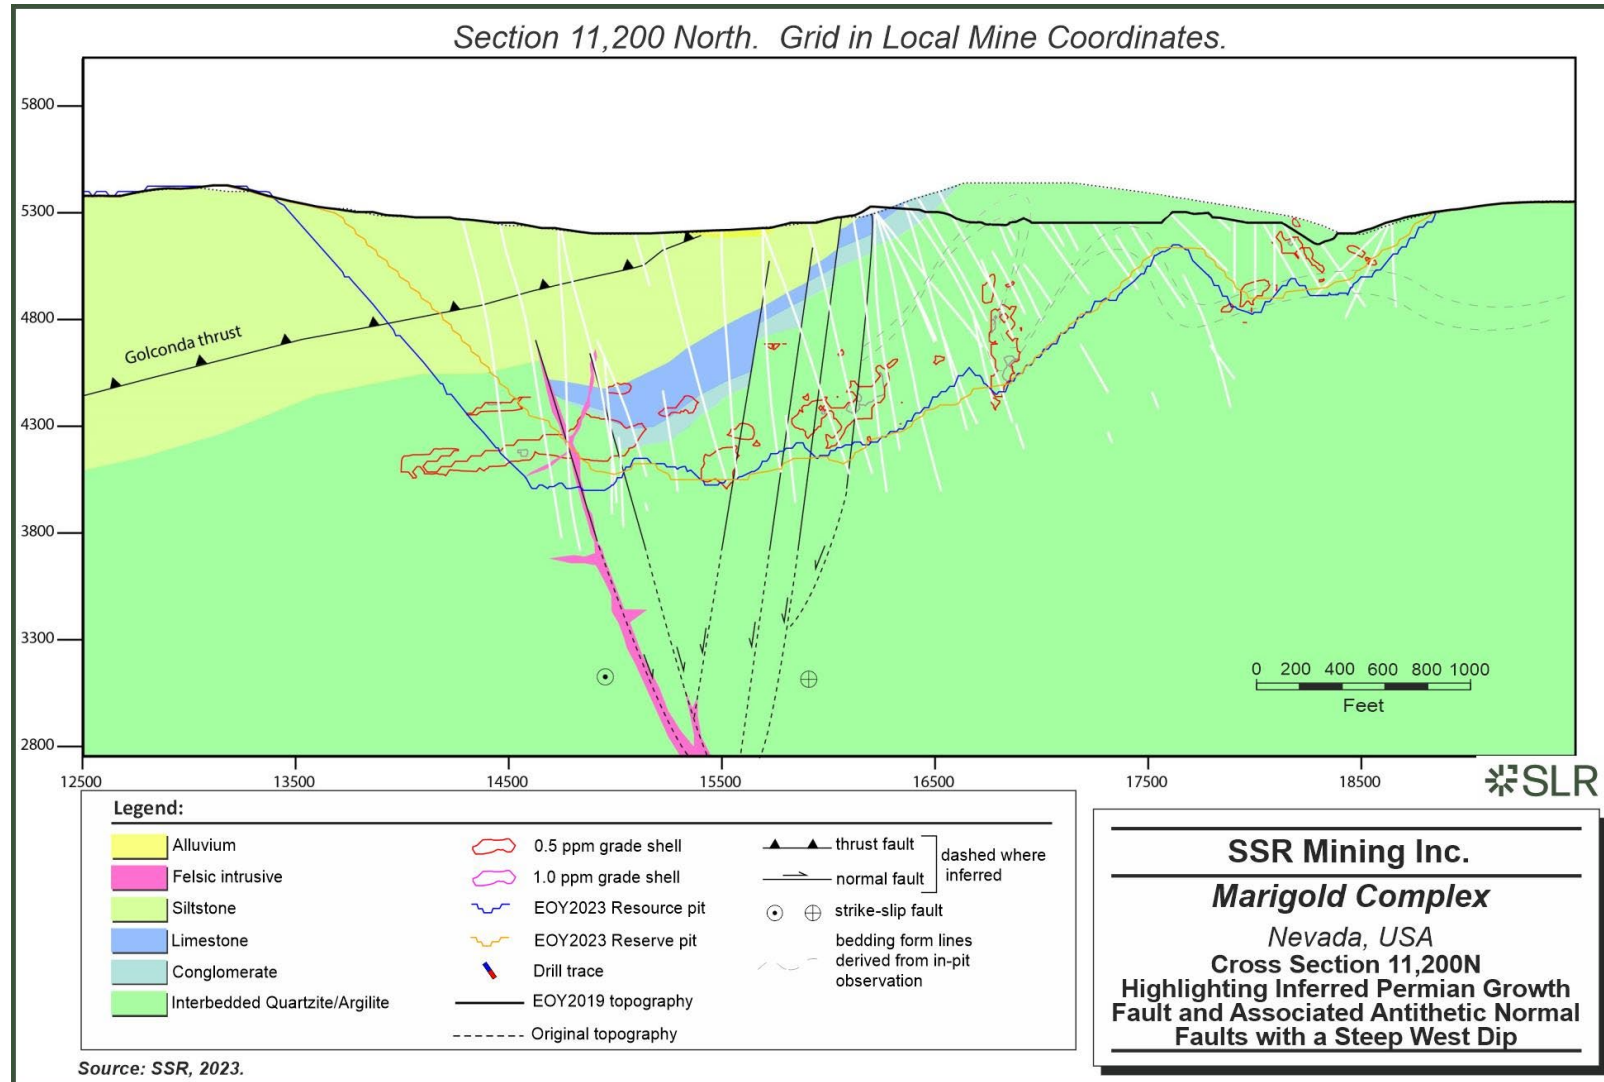 Section 11,200 North.  Grid in Local Mine Coordinates.
5800
5300
4800
4300
3800
3300
2800
Golconda thrust
0 200 400 600 800 1000
Feet
12500 13500 14500 15500 16500 17500 18500
SLR
Legend:
Alluvium
Felsic intrusive
Siltstone
Limestone
Conglomerate
Interbedded Quartzite/Argilite
0.5 ppm grade shell
1.0 ppm grade shell
EOY2023 Resource pit
EOY2023 Reserve pit
Drill trace
EOY2019 topography
Original topography
thrust fault
normal fault
dashed where
inferred
strike-slip fault
bedding form lines
derived from in-pit
observation
SSR Mining Inc.
Marigold Complex
Nevada, USA
Cross Section 11,200N
Highlighting Inferred Permian Growth
Fault and Associated Antithetic Normal
Faults with a Steep West Dip
Source: SSR, 2023.